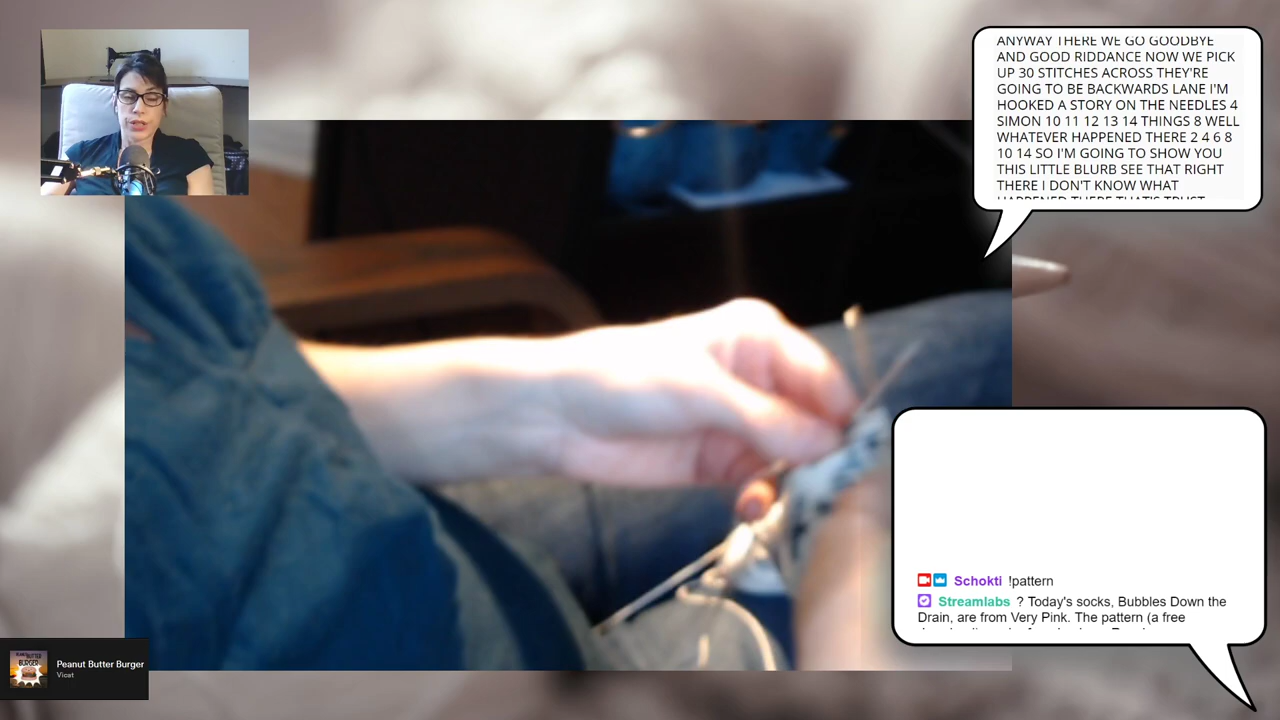 ANYWAY THERE WE GO GOODBYE
AND GOOD RIDDANCE NOW WE PICK
UP 30 STITCHES ACROSS THEY'RE
GOING TO BE BACKWARDS LANE I'M
HOOKED A STORY ON THE NEEDLES 4
SIMON 10 11 12 13 14 THINGS 8 WELL
WHATEVER HAPPENED THERE 2 4 6 8
10 14 SO I'M GOING TO SHOW YOU
THIS LITTLE BLURB SEE THAT RIGHT
THERE I DON'T KNOW WHAT
HAPPENED THERE THAT'S TRUST
Schokti !pattern
Streamlabs ? Today's socks, Bubbles Down the
Drain, are from Very Pink. The pattern (a free
Peanut Butter Burger
Vicet